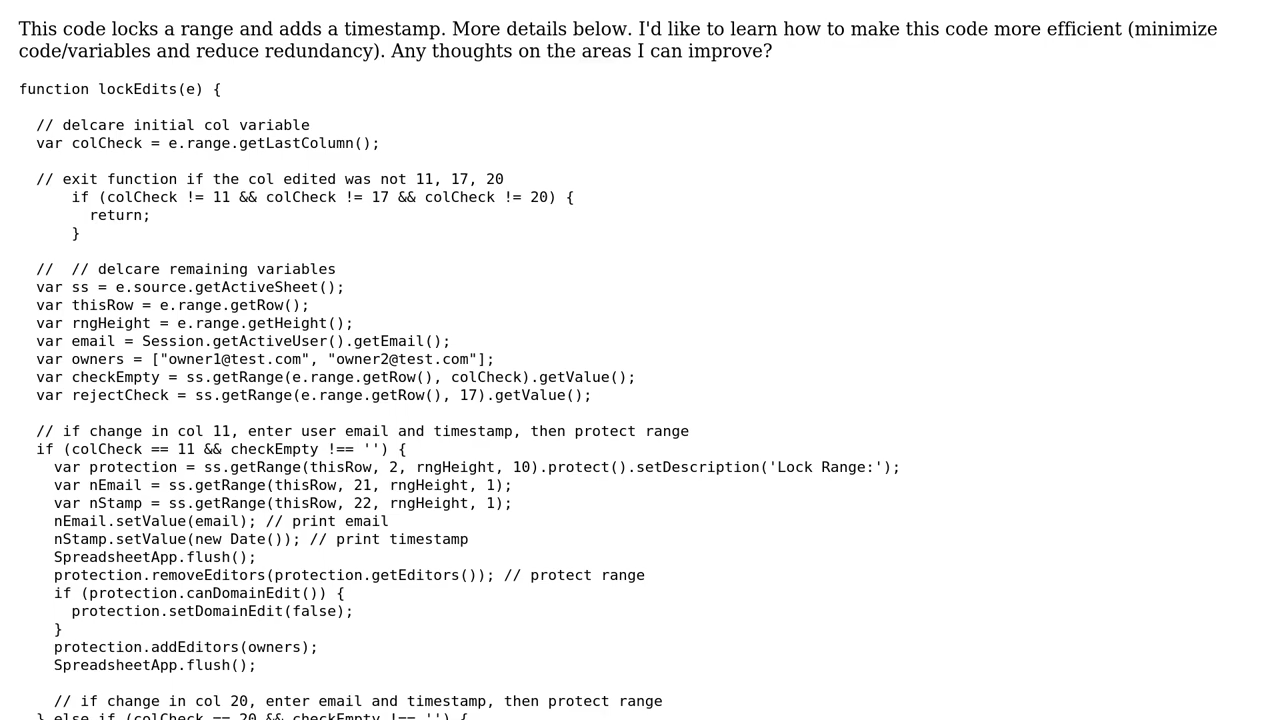 This code locks a range and adds a timestamp. More details below. I'd like to learn how to make this code more efficient (minimize
code/variables and reduce redundancy). Any thoughts on the areas I can improve?
function lockEdits(e) {
// delcare initial col variable
var colCheck = e.range.getLastColumn();
// exit function if the col edited was not 11, 17, 20
if (colCheck != 11 && colCheck != 17 && colCheck != 20) {
return;
}
//  // delcare remaining variables
var ss = e.source.getActiveSheet();
var thisRow = e.range.getRow();
var rngHeight = e.range.getHeight();
var email = Session.getActiveUser().getEmail();
var owners = ["owner1@test.com", "owner2@test.com"];
var checkEmpty = ss.getRange(e.range.getRow(), colCheck).getValue();
var rejectCheck = ss.getRange(e.range.getRow(), 17).getValue();
// if change in col 11, enter user email and timestamp, then protect range
if (colCheck == 11 && checkEmpty !== '') {
var protection = ss.getRange(thisRow, 2, rngHeight, 10).protect().setDescription('Lock Range:');
var nEmail = ss.getRange(thisRow, 21, rngHeight, 1);
var nStamp = ss.getRange(thisRow, 22, rngHeight, 1);
nEmail.setValue(email); // print email
nStamp.setValue(new Date()); // print timestamp
SpreadsheetApp.flush();
protection.removeEditors(protection.getEditors()); // protect range
if (protection.canDomainEdit()) {
protection.setDomainEdit(false);
}
protection.addEditors(owners);
SpreadsheetApp.flush();
// if change in col 20, enter email and timestamp, then protect range
} else if (colCheck == 20 && checkEmpty !== '') {